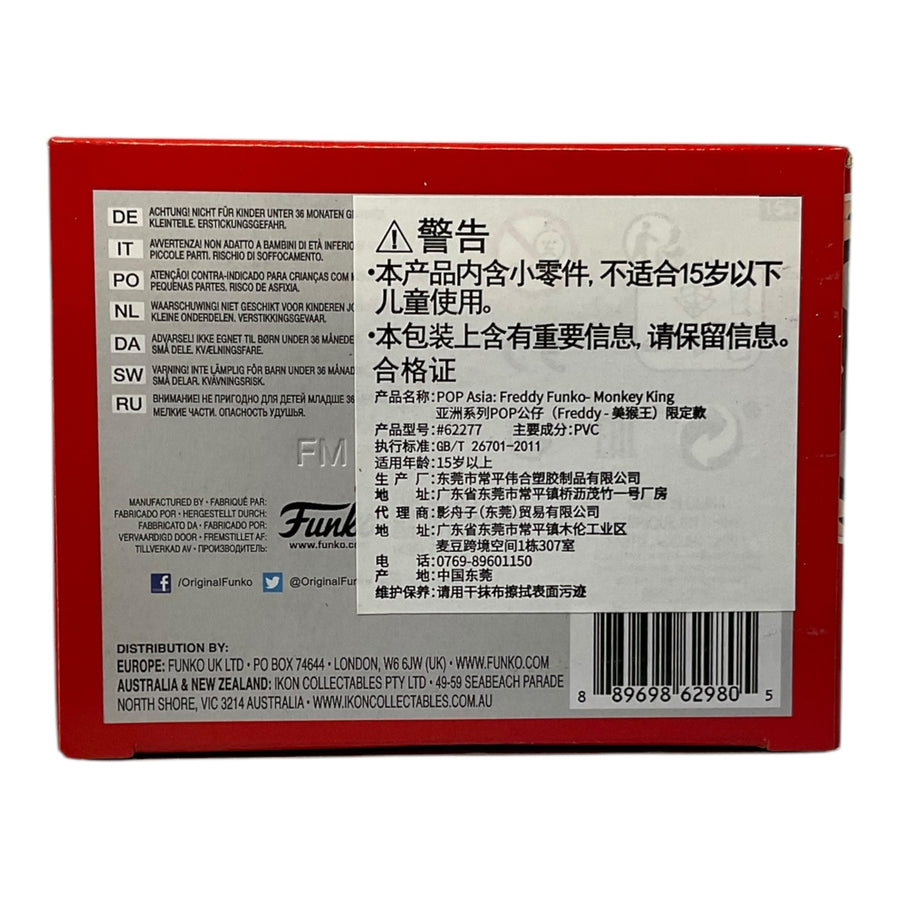 DE ACHTUNG! NICHT FÜR KINDER UNTER 36 MONATEN
KLEINTEILE. ERSTICKUNGSGEFAHR.
IT AVVERTENZA! NON ADATTO A BAMBINI DI ETÀ
PICCOLE PARTI. RISCHIO DI SOFFOCAMENTO.
PO ATENÇÃO! CONTRA-INDICADO PARA CRIANÇAS COM
PEQUENAS PARTES. RISCO DE ASFIXIA.
NL WAARSCHUWING! NIET GESCHIKT VOOR KINDEREN
KLEINE ONDERDELEN. VERSTIKKINGSGEVAAR.
DA ADVARSEL! IKKE EGNET TIL BØRN UNDER 36 MÅNEDE
SMÅ DELE. KVÆLNINGSFARE.
SW VARNING! INTE LÄMPLIG FÖR BARN UNDER 36 MÅNAD
SMÅ DELAR. KVÄVNINGSRISK.
RU ВНИМАНИЕ! НЕ ПРИГОДНО ДЛЯ ДЕТЕЙ МЛАДШЕ 36
МЕЛКИЕ ЧАСТИ. ОПАСНОСТЬ УДУШЬЯ.
FM
MANUFACTURED BY • FABRIQUÉ PAR:
FABRICADO POR • HERGESTELLT DURCH:
FABBRICATO DA • FABRICADO POR:
VERVAARDIGD DOOR • FREMSTILLET AF:
TILLVERKAD AV • ПРОИЗВОДИТЕЛЬ:
Funko
www.funko
/OriginalFunko @OriginalFun
警告
•本产品内含小零件, 不适合15岁以下
儿童使用。
•本包装上含有重要信息, 请保留信息。
合格证
产品名称:POP Asia: Freddy Funko- Monkey King
亚洲系列POP公仔（Freddy - 美猴王）限定款
产品型号:#62277 主要成分:PVC
执行标准:GB/T 26701-2011
适用年龄:15岁以上
生产厂:东莞市常平伟合塑胶制品有限公司
地址:广东省东莞市常平镇桥沥茂竹一号厂房
代理商:影舟子(东莞)贸易有限公司
地址:广东省东莞市常平镇木伦工业区
麦豆跨境空间1栋307室
电话:0769-89601150
产地:中国东莞
维护保养:请用干抹布擦拭表面污迹
DISTRIBUTION BY:
EUROPE: FUNKO UK LTD • PO BOX 74644 • LONDON, W6 6JW (UK) • WWW.FUNKO.COM
AUSTRALIA & NEW ZEALAND: IKON COLLECTABLES PTY LTD • 49-59 SEABEACH PARADE
NORTH SHORE, VIC 3214 AUSTRALIA • WWW.IKONCOLLECTABLES.COM.AU
8 89698 62980 5